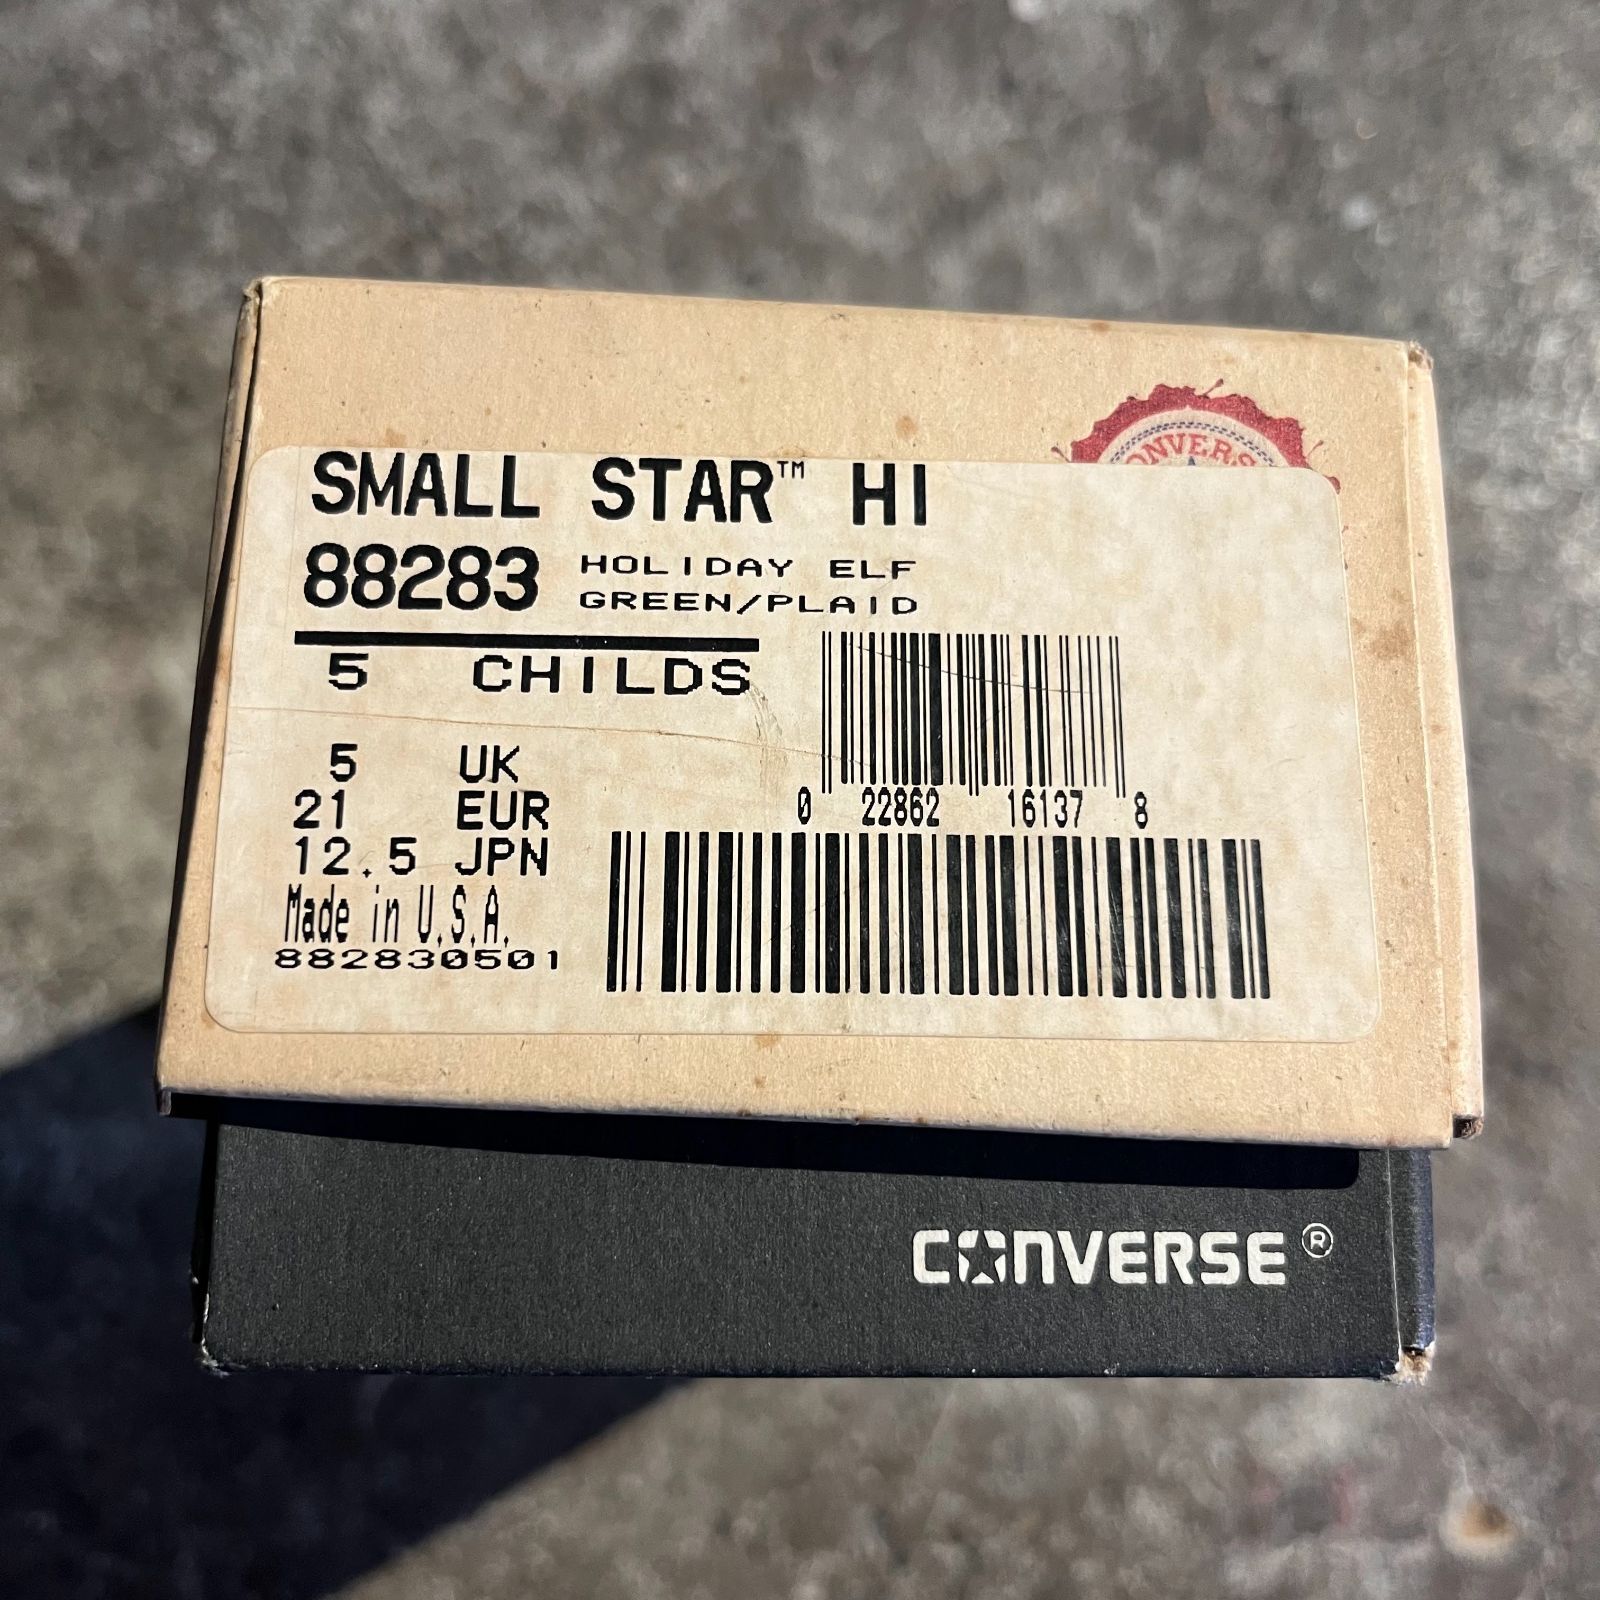 CONVERSE
SMALL STAR™ HI
88283 HOLIDAY ELF
GREEN/PLAID
5 CHILDS
5 UK
21 EUR
12.5 JPN
Made in U.S.A.
882830501
0 22862 16137 8
CONVERSE®